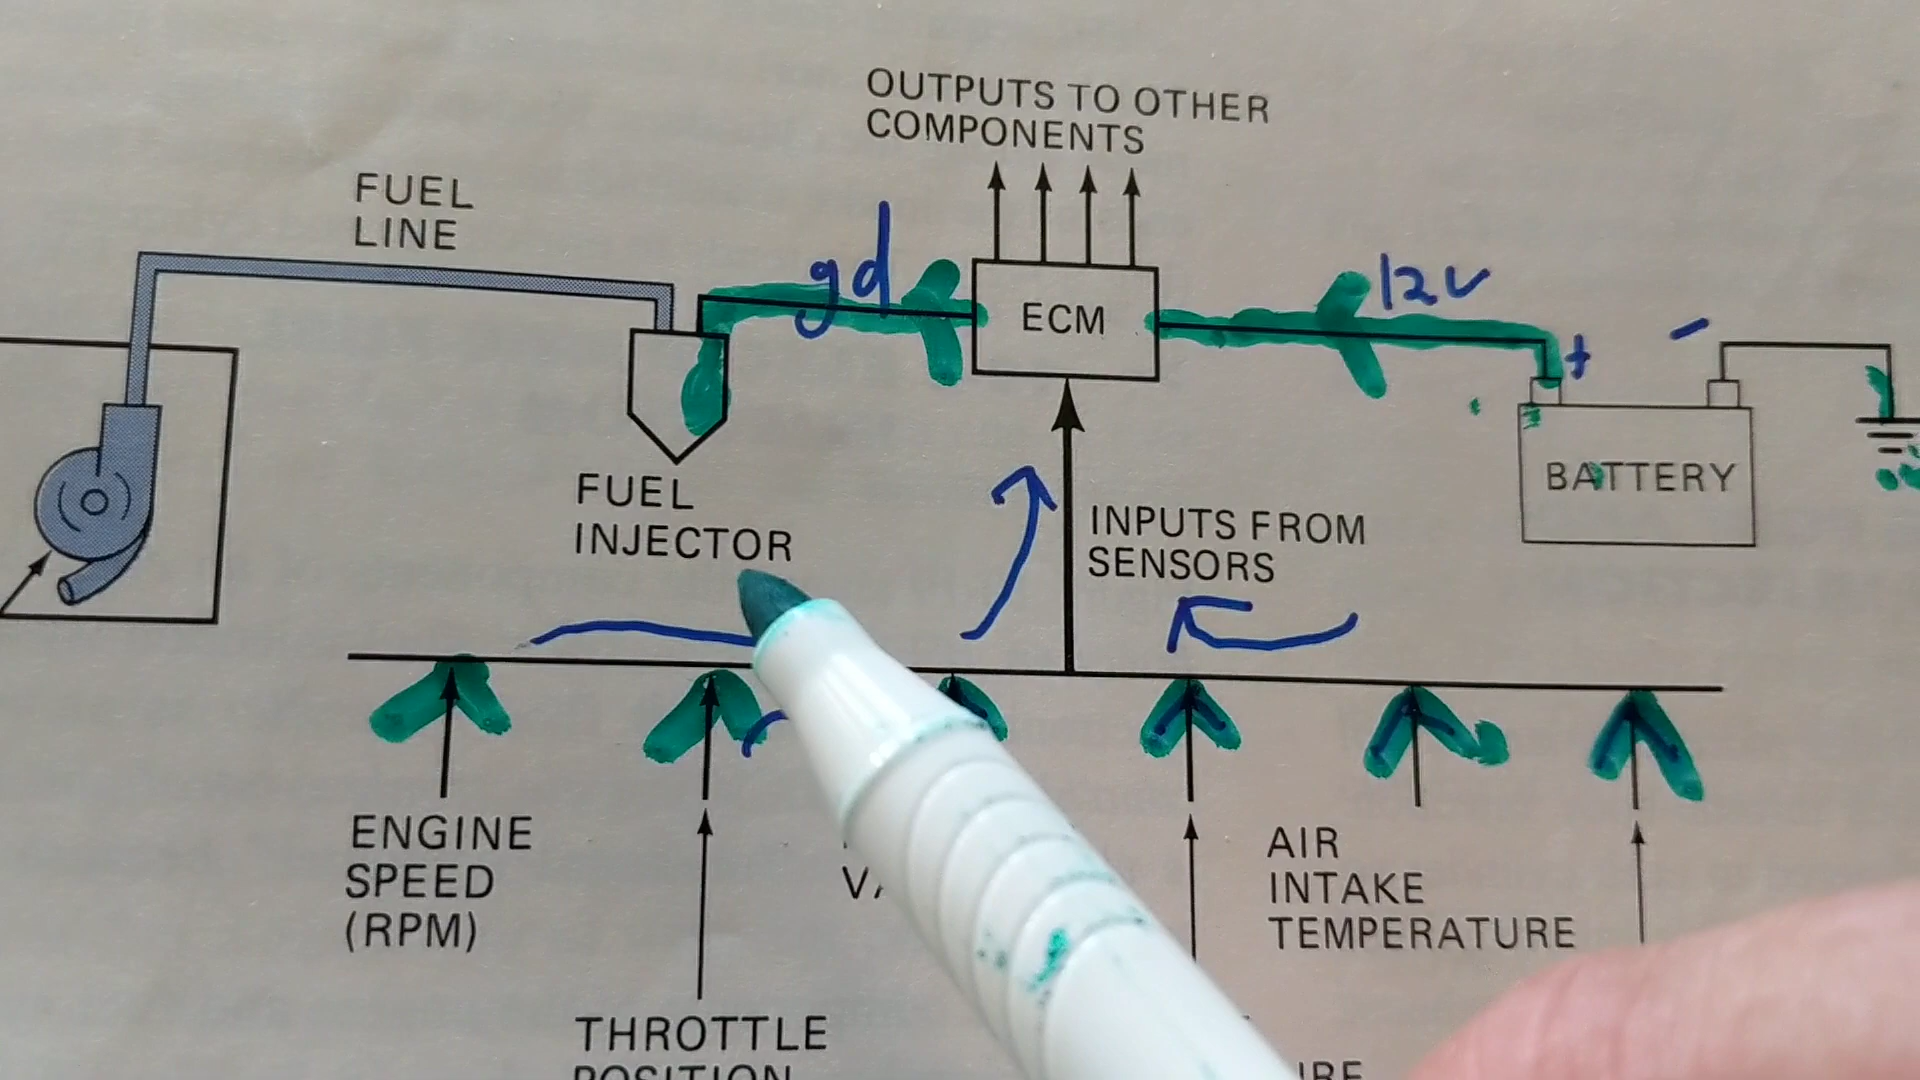 OUTPUTS TO OTHER
COMPONENTS
FUEL
LINE
gd
ECM
12v
+
-
BATTERY
FUEL
INJECTOR
INPUTS FROM
SENSORS
ENGINE
SPEED
(RPM)
AIR
INTAKE
TEMPERATURE
THROTTLE
POSITION